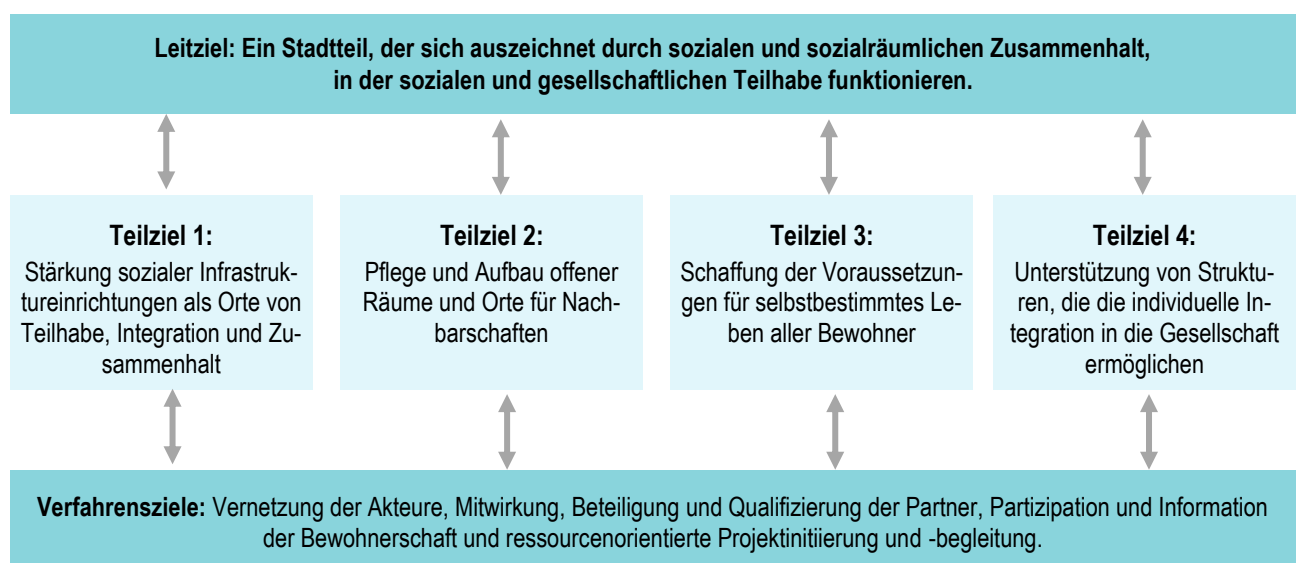 Leitziel: Ein Stadtteil, der sich auszeichnet durch sozialen und sozialräumlichen Zusammenhalt,
in der sozialen und gesellschaftlichen Teilhabe funktionieren.
Teilziel 1:
Stärkung sozialer Infrastruk-
tureinrichtungen als Orte von
Teilhabe, Integration und Zu-
sammenhalt
Teilziel 2:
Pflege und Aufbau offener
Räume und Orte für Nach-
barschaften
Teilziel 3:
Schaffung der Voraussetzun-
gen für selbstbestimmtes Le-
ben aller Bewohner
Teilziel 4:
Unterstützung von Struktu-
ren, die die individuelle In-
tegration in die Gesellschaft
ermöglichen
Verfahrensziele: Vernetzung der Akteure, Mitwirkung, Beteiligung und Qualifizierung der Partner, Partizipation und Information
der Bewohnerschaft und ressourcenorientierte Projektinitiierung und -begleitung.